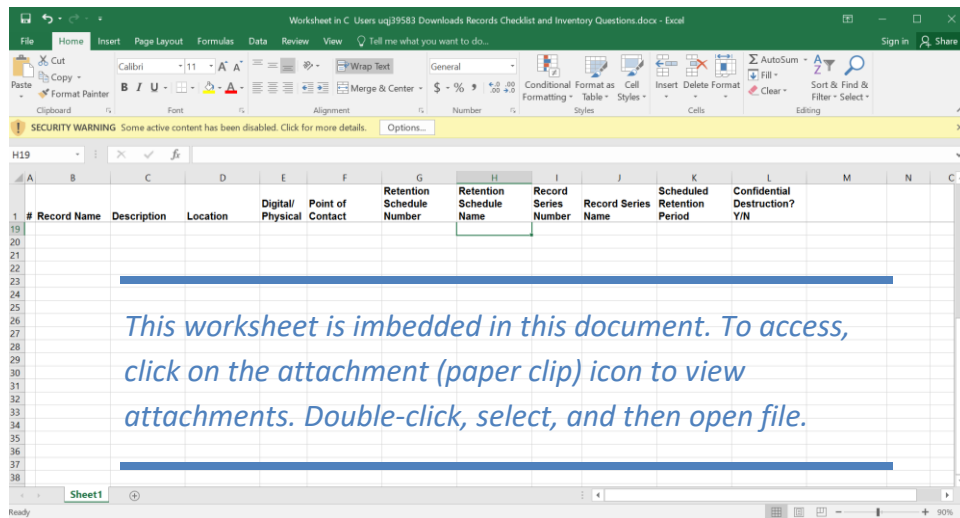 Worksheet in C Users uqj39583 Downloads Records Checklist and Inventory Questions.docx - Excel
File Home Insert Page Layout Formulas Data Review View Tell me what you want to do... Sign in Share
Cut
Copy
Format Painter
Paste
Clipboard
Calibri 11 A A
B I U A
Font
Wrap Text
Merge & Center
Alignment
General
$ % , .0 .00 .00 .0
Number
Conditional Formatting
Format as Table
Cell Styles
Styles
Insert Delete Format
Cells
AutoSum
Fill
Clear
Sort & Filter
Find & Select
Editing
SECURITY WARNING Some active content has been disabled. Click for more details. Options...
H19 fx
A B C D E F G H I J K L M N
1 # Record Name Description Location Digital/ Physical Point of Contact Retention Schedule Number Retention Schedule Name Record Series Number Record Series Name Scheduled Retention Period Confidential Destruction? Y/N
19
20
21
22
23
24
25
26
27
28
29
30
31
32
33
34
35
36
37
38
This worksheet is imbedded in this document. To access,
click on the attachment (paper clip) icon to view
attachments. Double-click, select, and then open file.
Sheet1
Ready 90%